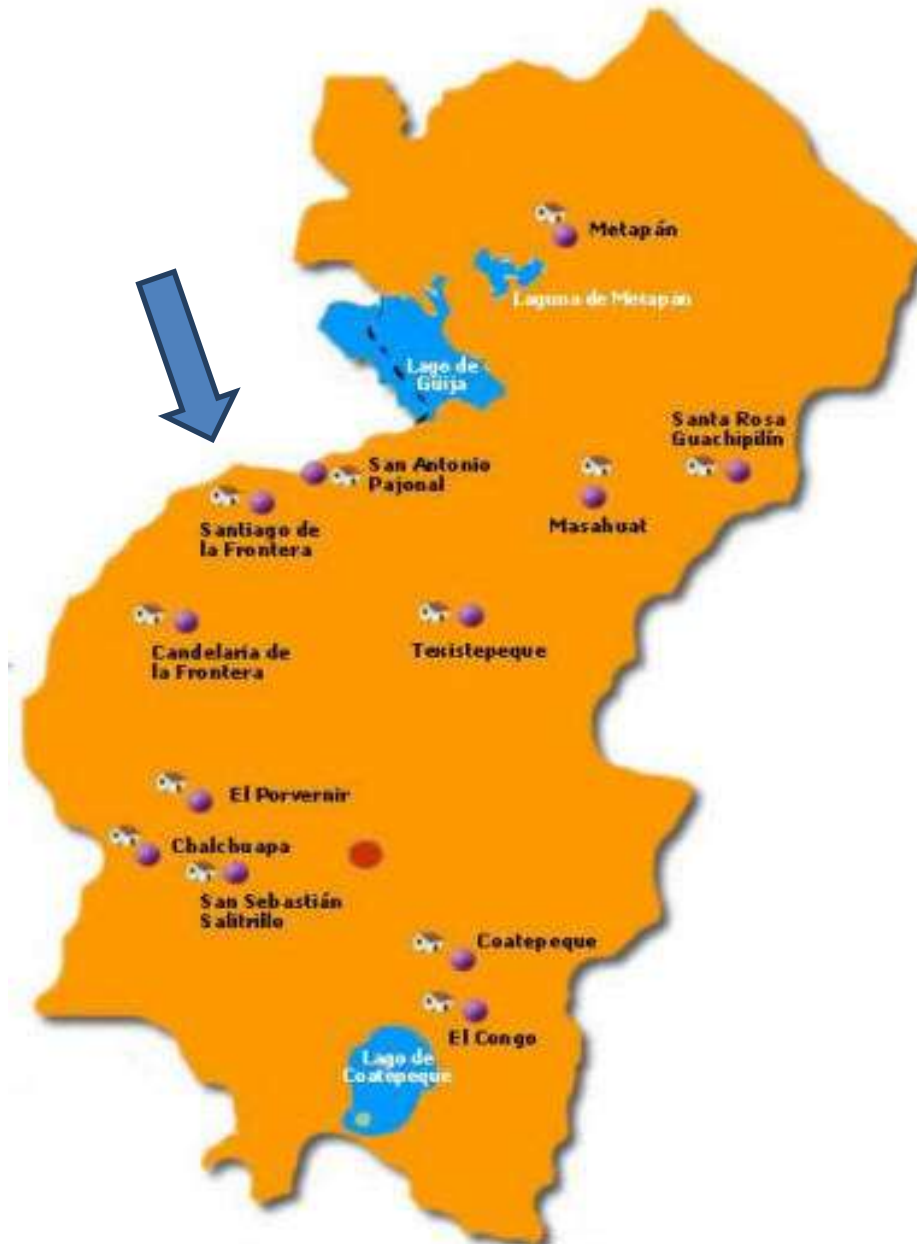 Metapán
Laguna de Metapán
Lago de
Güija
Santa Rosa
Guachipilín
San Antonio
Pajonal
Santiago de
la Frontera
Masahuat
Candelaria de
la Frontera
Texistepeque
El Porvernir
Chalchuapa
San Sebastián
Salitrillo
Coatepeque
El Congo
Lago de
Coatepeque